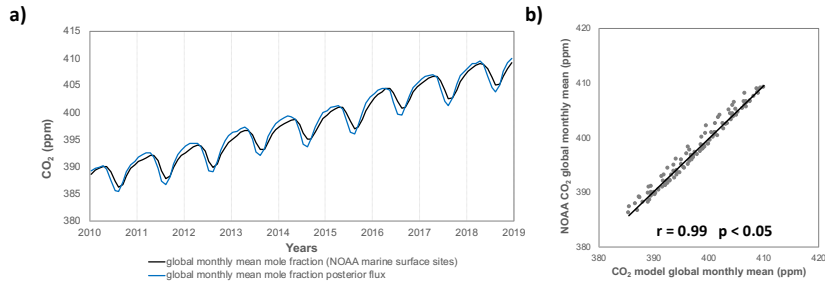 a)
415
410
405
400
395
390
385
380
CO2 (ppm)
2010 2011 2012 2013 2014 2015 2016 2017 2018 2019
Years
global monthly mean mole fraction (NOAA marine surface sites)
global monthly mean mole fraction posterior flux
b)
420
410
400
390
380
NOAA CO2 global monthly mean (ppm)
r = 0.99 p < 0.05
380 390 400 410 420
CO2 model global monthly mean (ppm)